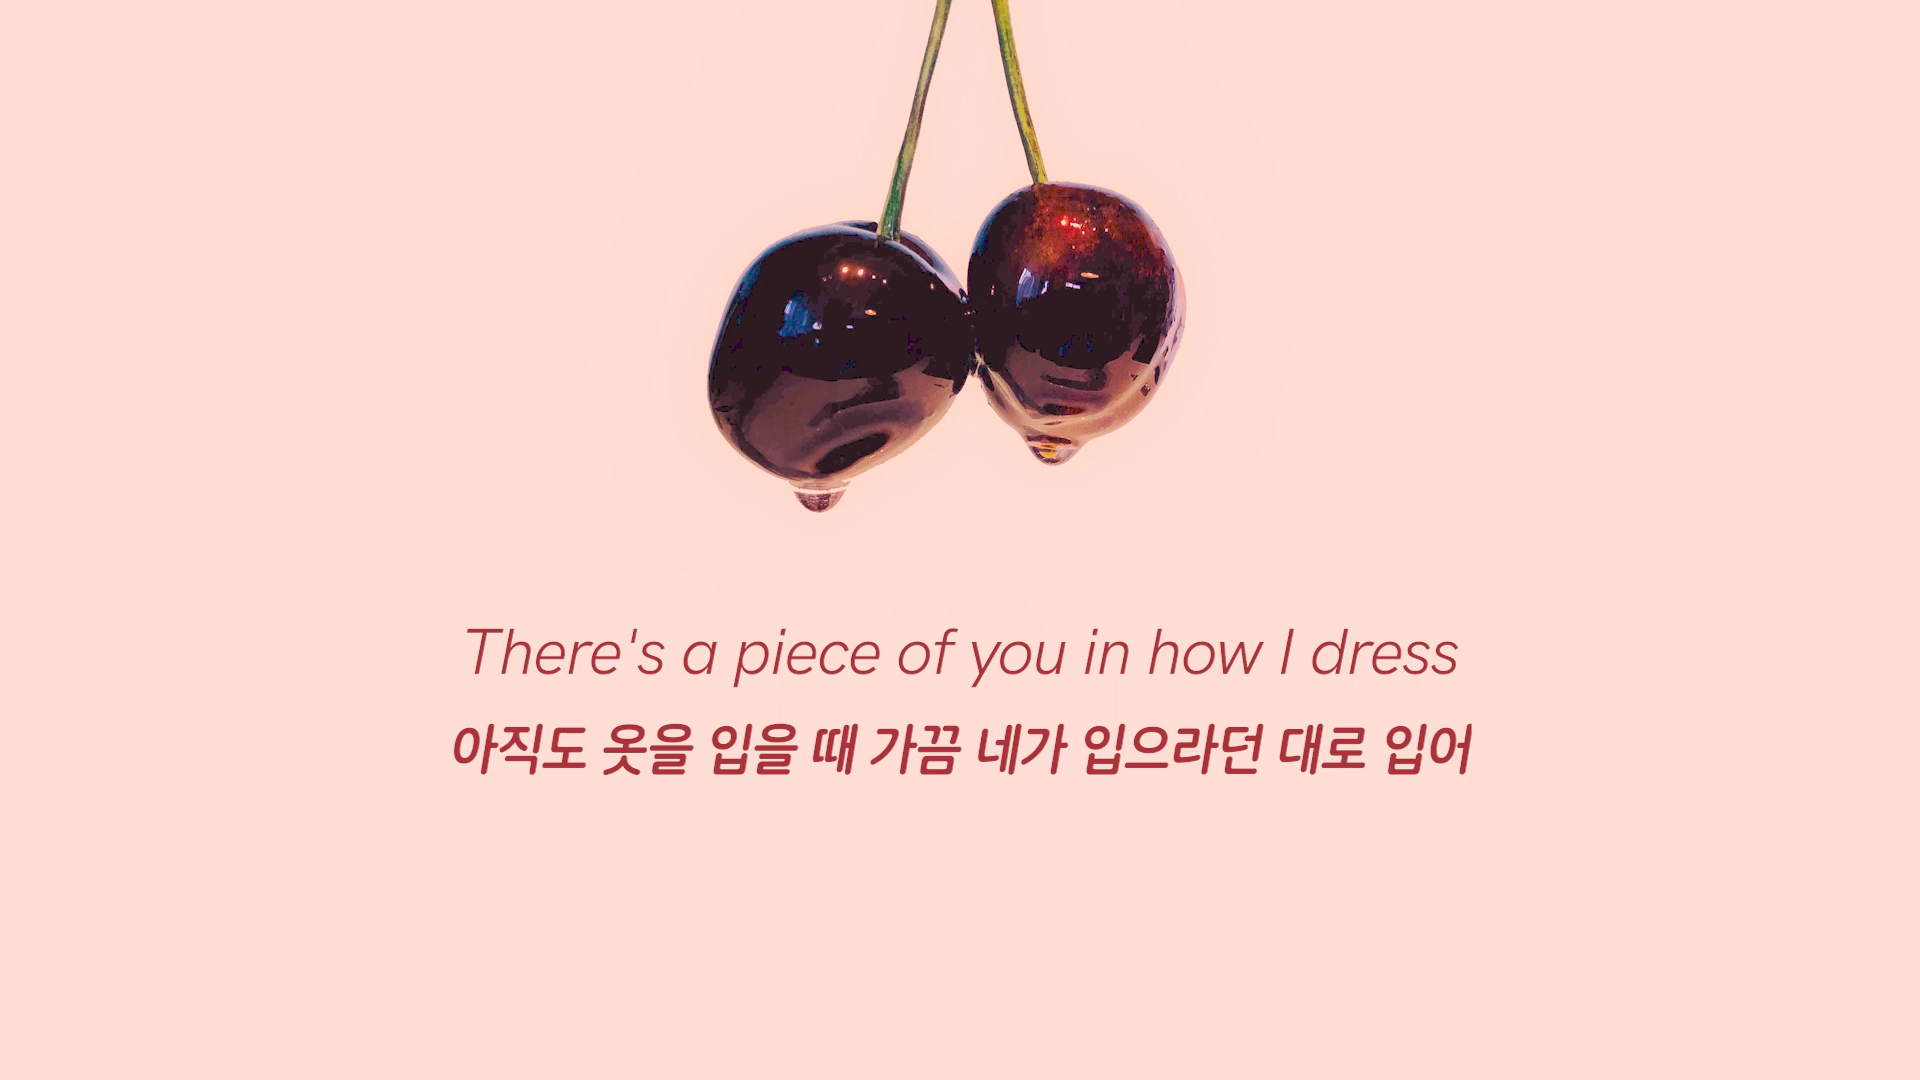 There's a piece of you in how I dress
아직도 옷을 입을 때 가끔 네가 입으라던 대로 입어